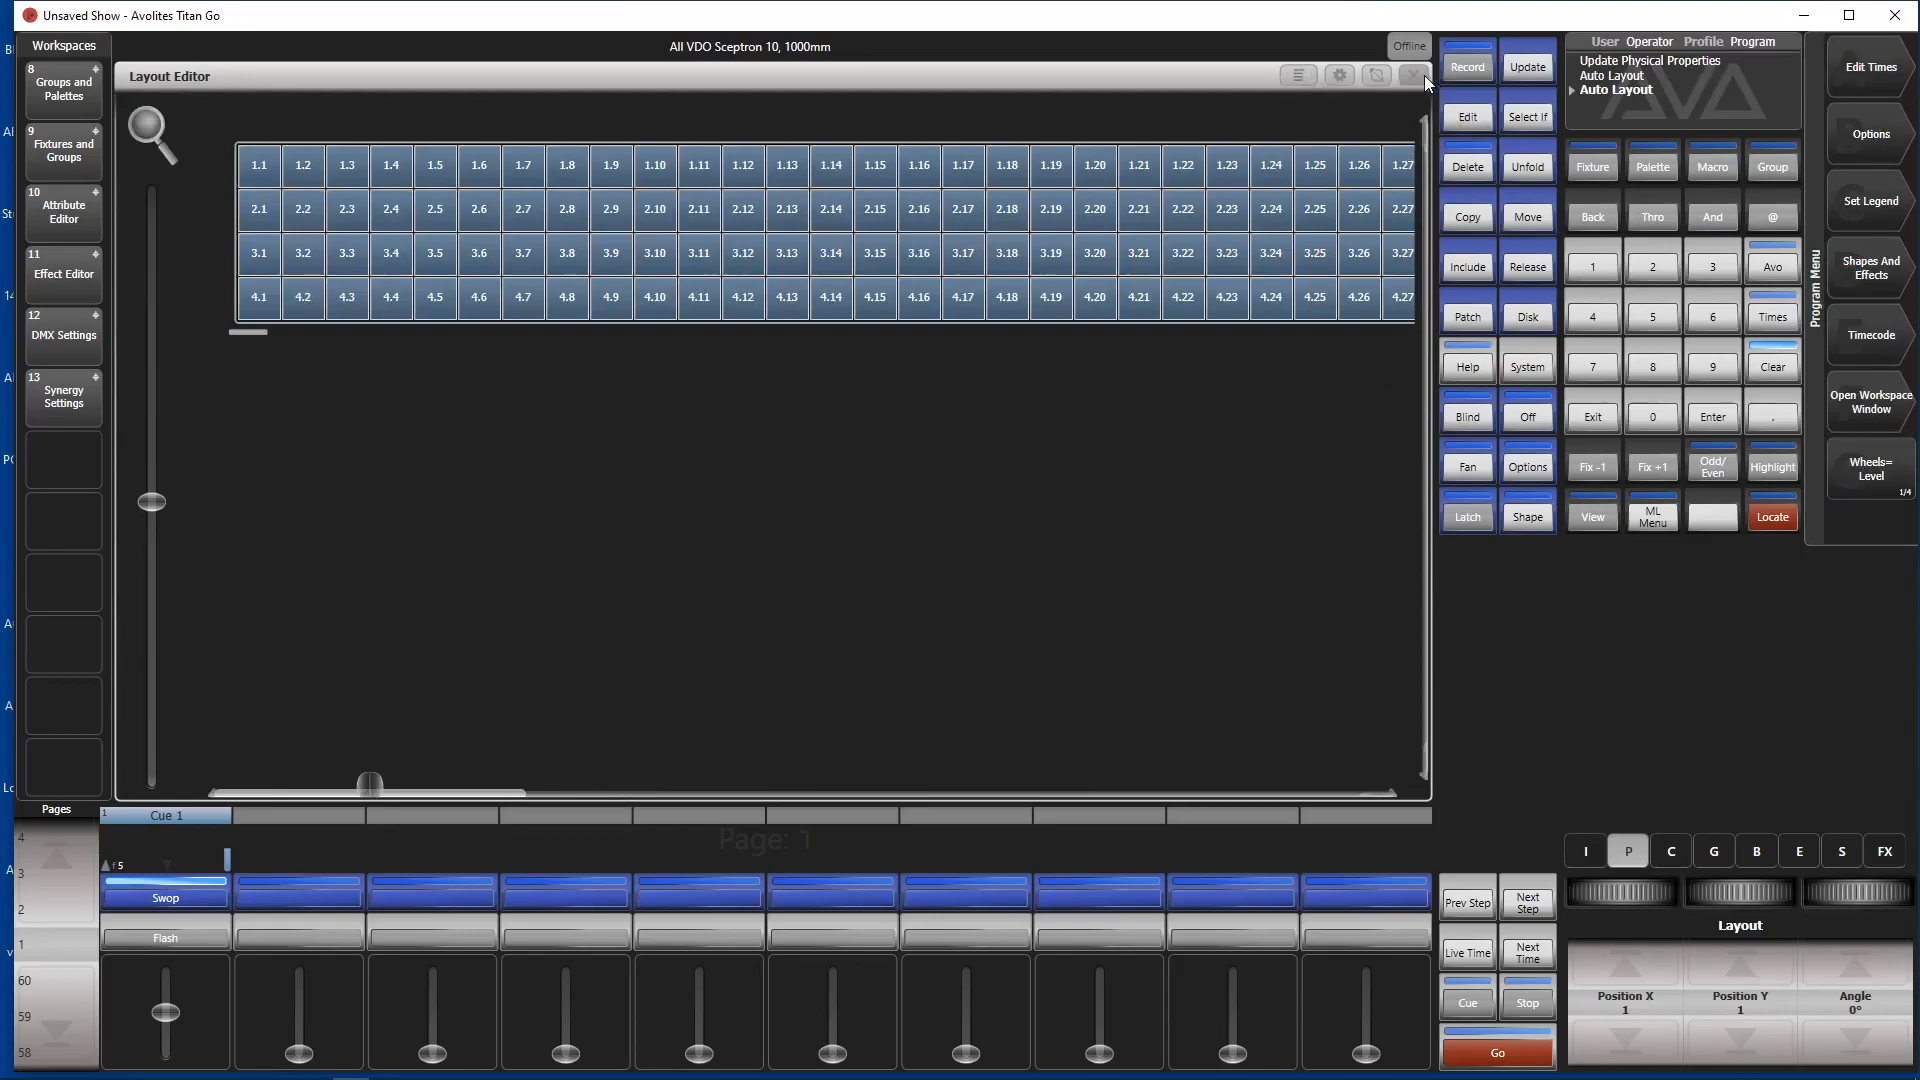 Unsaved Show - Avolites Titan Go
Workspaces
All VDO Sceptron 10, 1000mm
Offline
User Operator Profile Program
Update Physical Properties
Auto Layout
Auto Layout
Layout Editor
8
Groups and
Palettes
9
Fixtures and
Groups
10
Attribute
Editor
11
Effect Editor
12
DMX Settings
13
Synergy
Settings
1.1 1.2 1.3 1.4 1.5 1.6 1.7 1.8 1.9 1.10 1.11 1.12 1.13 1.14 1.15 1.16 1.17 1.18 1.19 1.20 1.21 1.22 1.23 1.24 1.25 1.26 1.27
2.1 2.2 2.3 2.4 2.5 2.6 2.7 2.8 2.9 2.10 2.11 2.12 2.13 2.14 2.15 2.16 2.17 2.18 2.19 2.20 2.21 2.22 2.23 2.24 2.25 2.26 2.27
3.1 3.2 3.3 3.4 3.5 3.6 3.7 3.8 3.9 3.10 3.11 3.12 3.13 3.14 3.15 3.16 3.17 3.18 3.19 3.20 3.21 3.22 3.23 3.24 3.25 3.26 3.27
4.1 4.2 4.3 4.4 4.5 4.6 4.7 4.8 4.9 4.10 4.11 4.12 4.13 4.14 4.15 4.16 4.17 4.18 4.19 4.20 4.21 4.22 4.23 4.24 4.25 4.26 4.27
Record Update
Edit Select If
Delete Unfold
Copy Move
Include Release
Patch Disk
Help System
Blind Off
Fan Options
Latch Shape
Fixture Palette Macro Group
Back Thro And @
1 2 3 Avo
4 5 6 Times
7 8 9 Clear
Exit 0 Enter .
Fix -1 Fix +1 Odd/
Even Highlight
View ML
Menu Locate
Program Menu
Edit Times
Options
Set Legend
Shapes And
Effects
Timecode
Open Workspace
Window
Wheels=
Level
1/4
Pages
4
3
2
1
60
59
58
1 Cue 1
Page: 1
f 5
Swop
Flash
Prev Step Next
Step
Live Time Next
Time
Cue Stop
Go
I P C G B E S FX
Layout
Position X
1
Position Y
1
Angle
0°